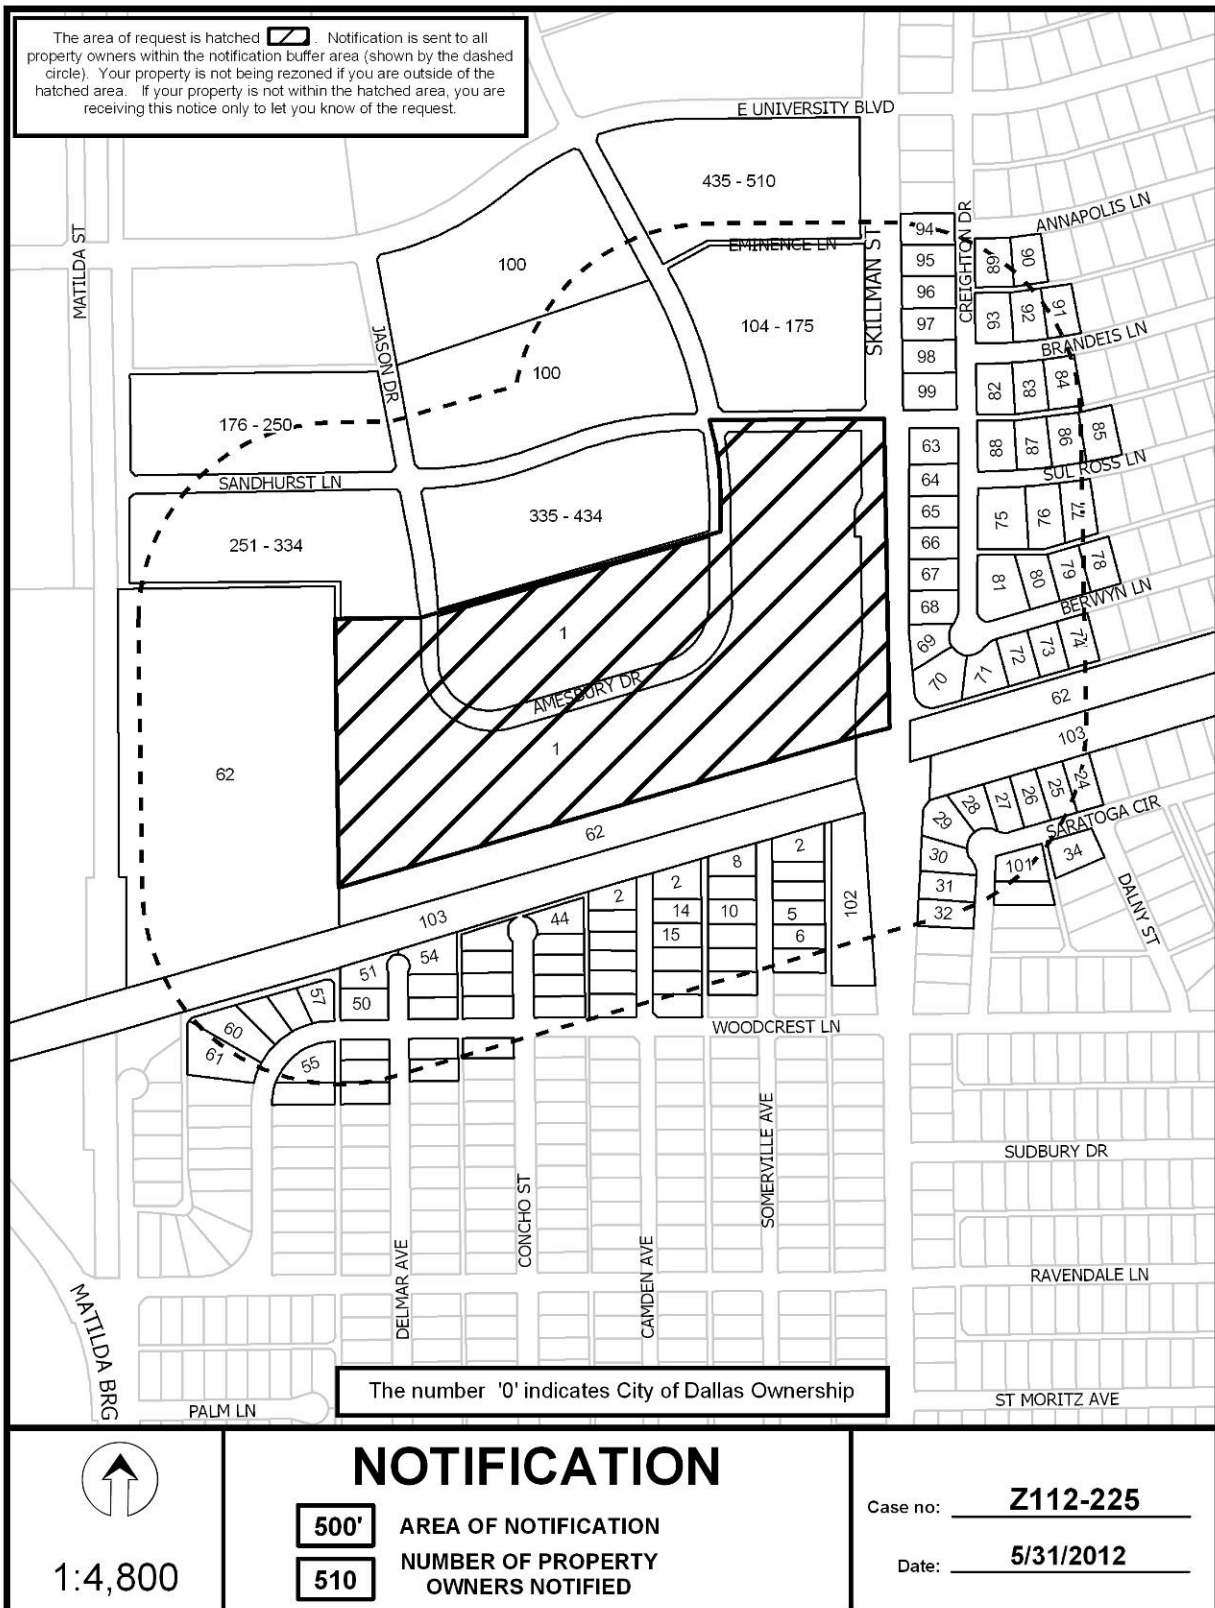 The area of request is hatched . Notification is sent to all
property owners within the notification buffer area (shown by the dashed
circle). Your property is not being rezoned if you are outside of the
hatched area. If your property is not within the hatched area, you are
receiving this notice only to let you know of the request.
E UNIVERSITY BLVD
435 - 510
ANNAPOLIS LN
MATILDA ST
SKILLMAN ST
CREIGHTON DR
EMINENCE LN
94
95
96
97
98
99
89
90
93
92
91
BRANDEIS LN
82
83
84
88
87
86
85
SUL ROSS LN
100
104 - 175
JASON DR
100
176 - 250
SANDHURST LN
251 - 334
335 - 434
63
64
65
66
67
68
69
70
71
72
73
74
75
76
77
81
80
79
78
BERWYN LN
1
AMESBURY DR
1
62
62
103
62
103
24
25
26
27
28
29
30
31
32
SARATOGA CIR
101
34
DALNY ST
2
8
2
2
14
10
5
15
6
102
44
54
51
50
57
60
61
55
WOODCREST LN
SOMERVILLE AVE
SUDBURY DR
CONCHO ST
DELMAR AVE
CAMDEN AVE
RAVENDALE LN
MATILDA BRG
PALM LN
The number '0' indicates City of Dallas Ownership
ST MORITZ AVE
1:4,800
NOTIFICATION
500' AREA OF NOTIFICATION
510 NUMBER OF PROPERTY
OWNERS NOTIFIED
Case no: Z112-225
Date: 5/31/2012